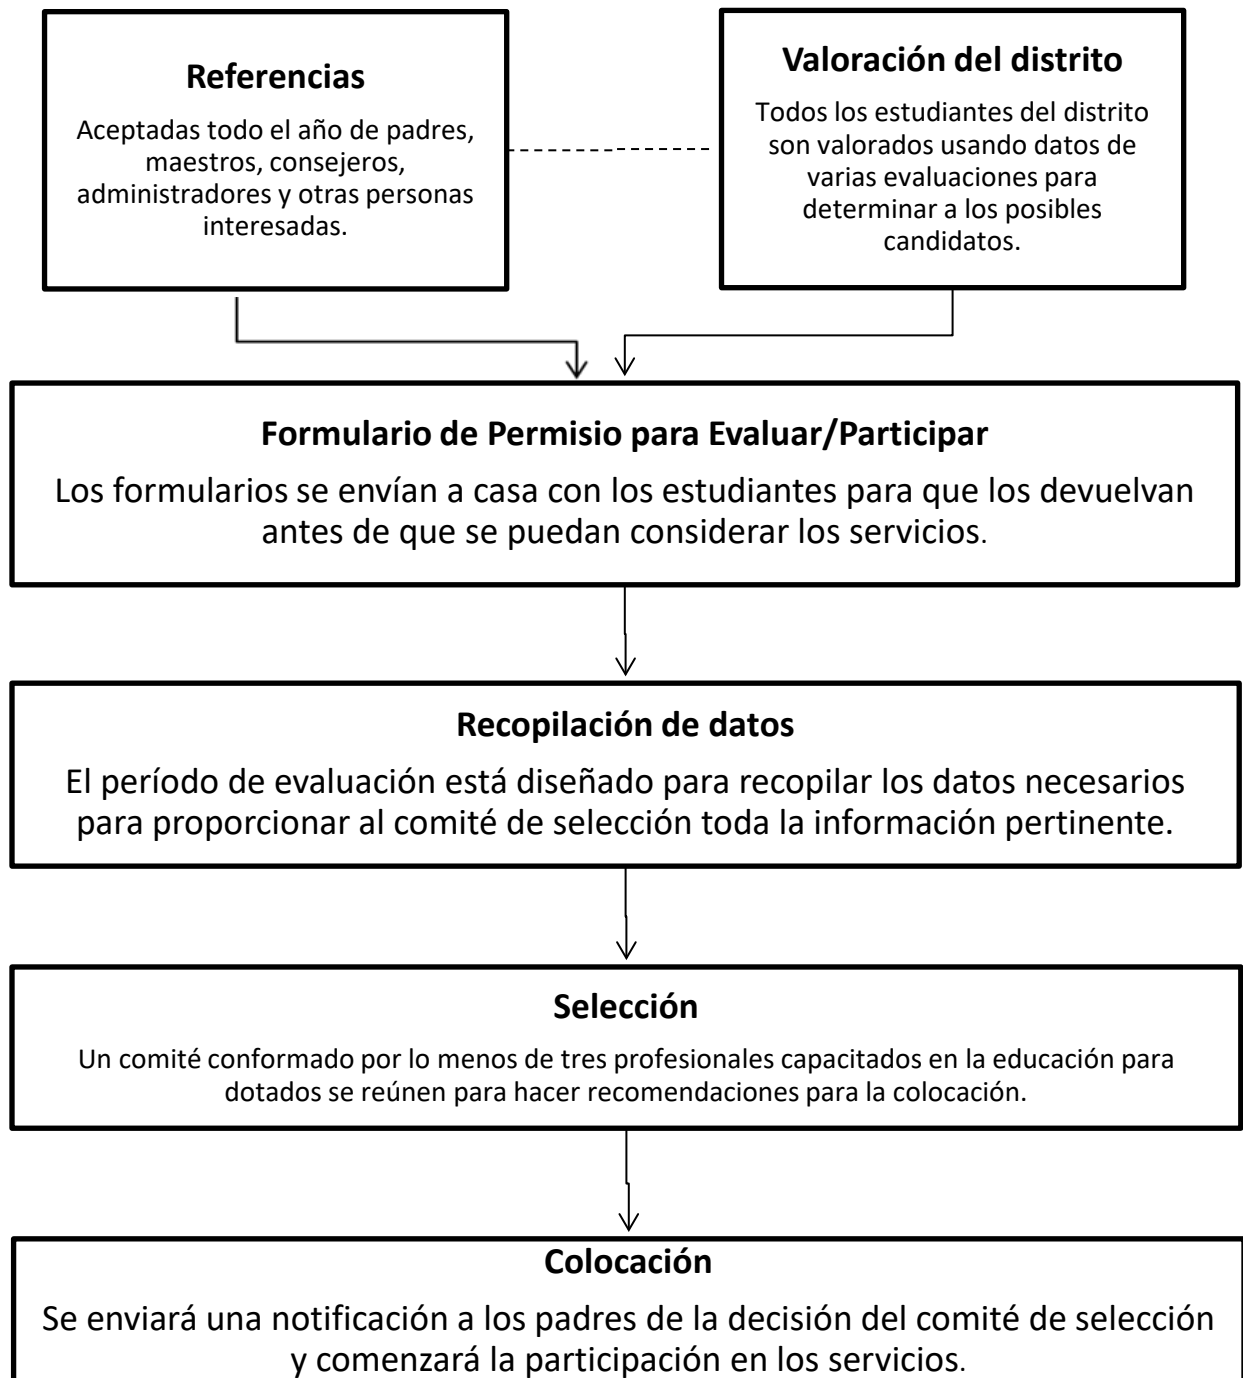 Referencias
Aceptadas todo el año de padres,
maestros, consejeros,
administradores y otras personas
interesadas.
Valoración del distrito
Todos los estudiantes del distrito
son valorados usando datos de
varias evaluaciones para
determinar a los posibles
candidatos.
Formulario de Permisio para Evaluar/Participar
Los formularios se envían a casa con los estudiantes para que los devuelvan
antes de que se puedan considerar los servicios.
Recopilación de datos
El período de evaluación está diseñado para recopilar los datos necesarios
para proporcionar al comité de selección toda la información pertinente.
Selección
Un comité conformado por lo menos de tres profesionales capacitados en la educación para
dotados se reúnen para hacer recomendaciones para la colocación.
Colocación
Se enviará una notificación a los padres de la decisión del comité de selección
y comenzará la participación en los servicios.